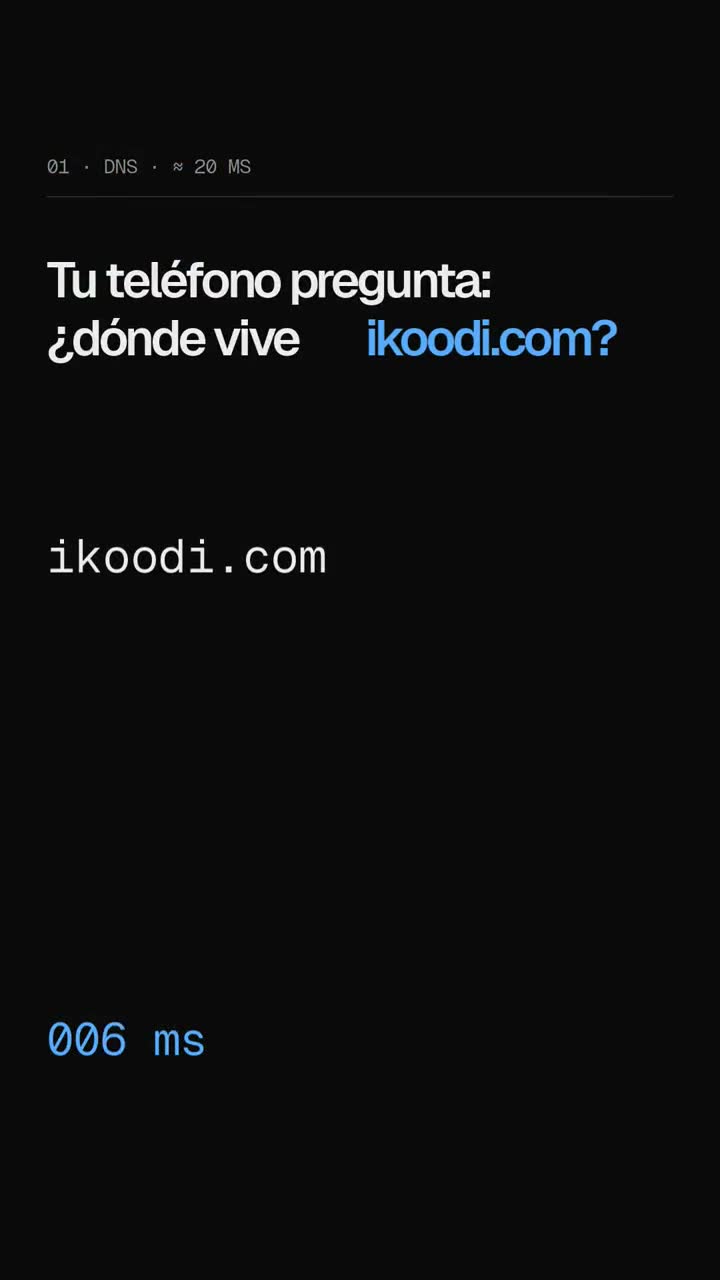 01 · DNS · ≈ 20 MS
Tu teléfono pregunta:
¿dónde vive ikoodi.com?
ikoodi.com
006 ms